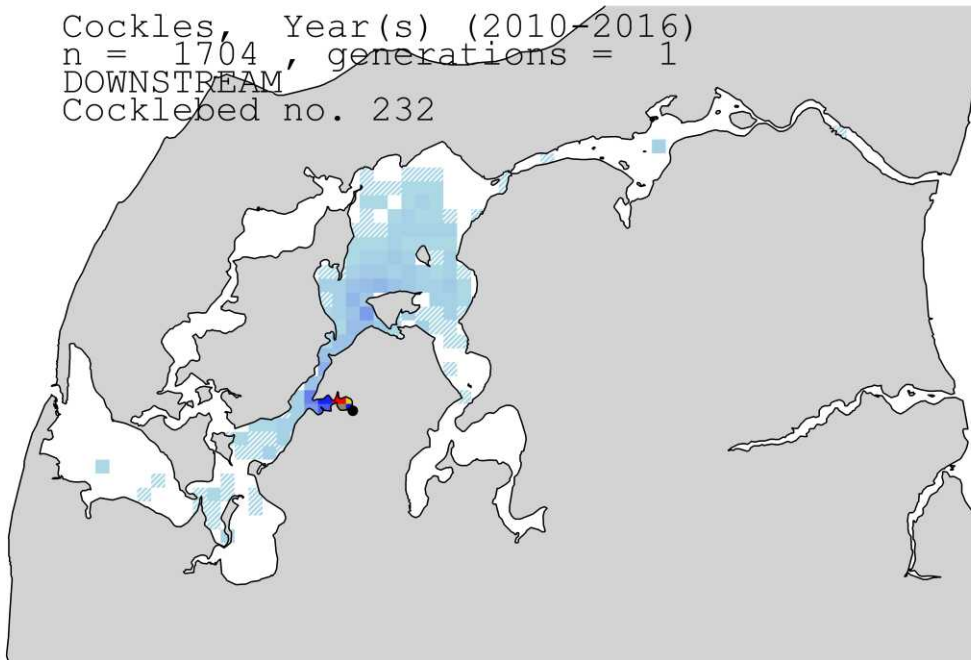 Cockles, Year(s) (2010-2016)
n = 1704 , generations = 1
DOWNSTREAM
Cocklebed no. 232